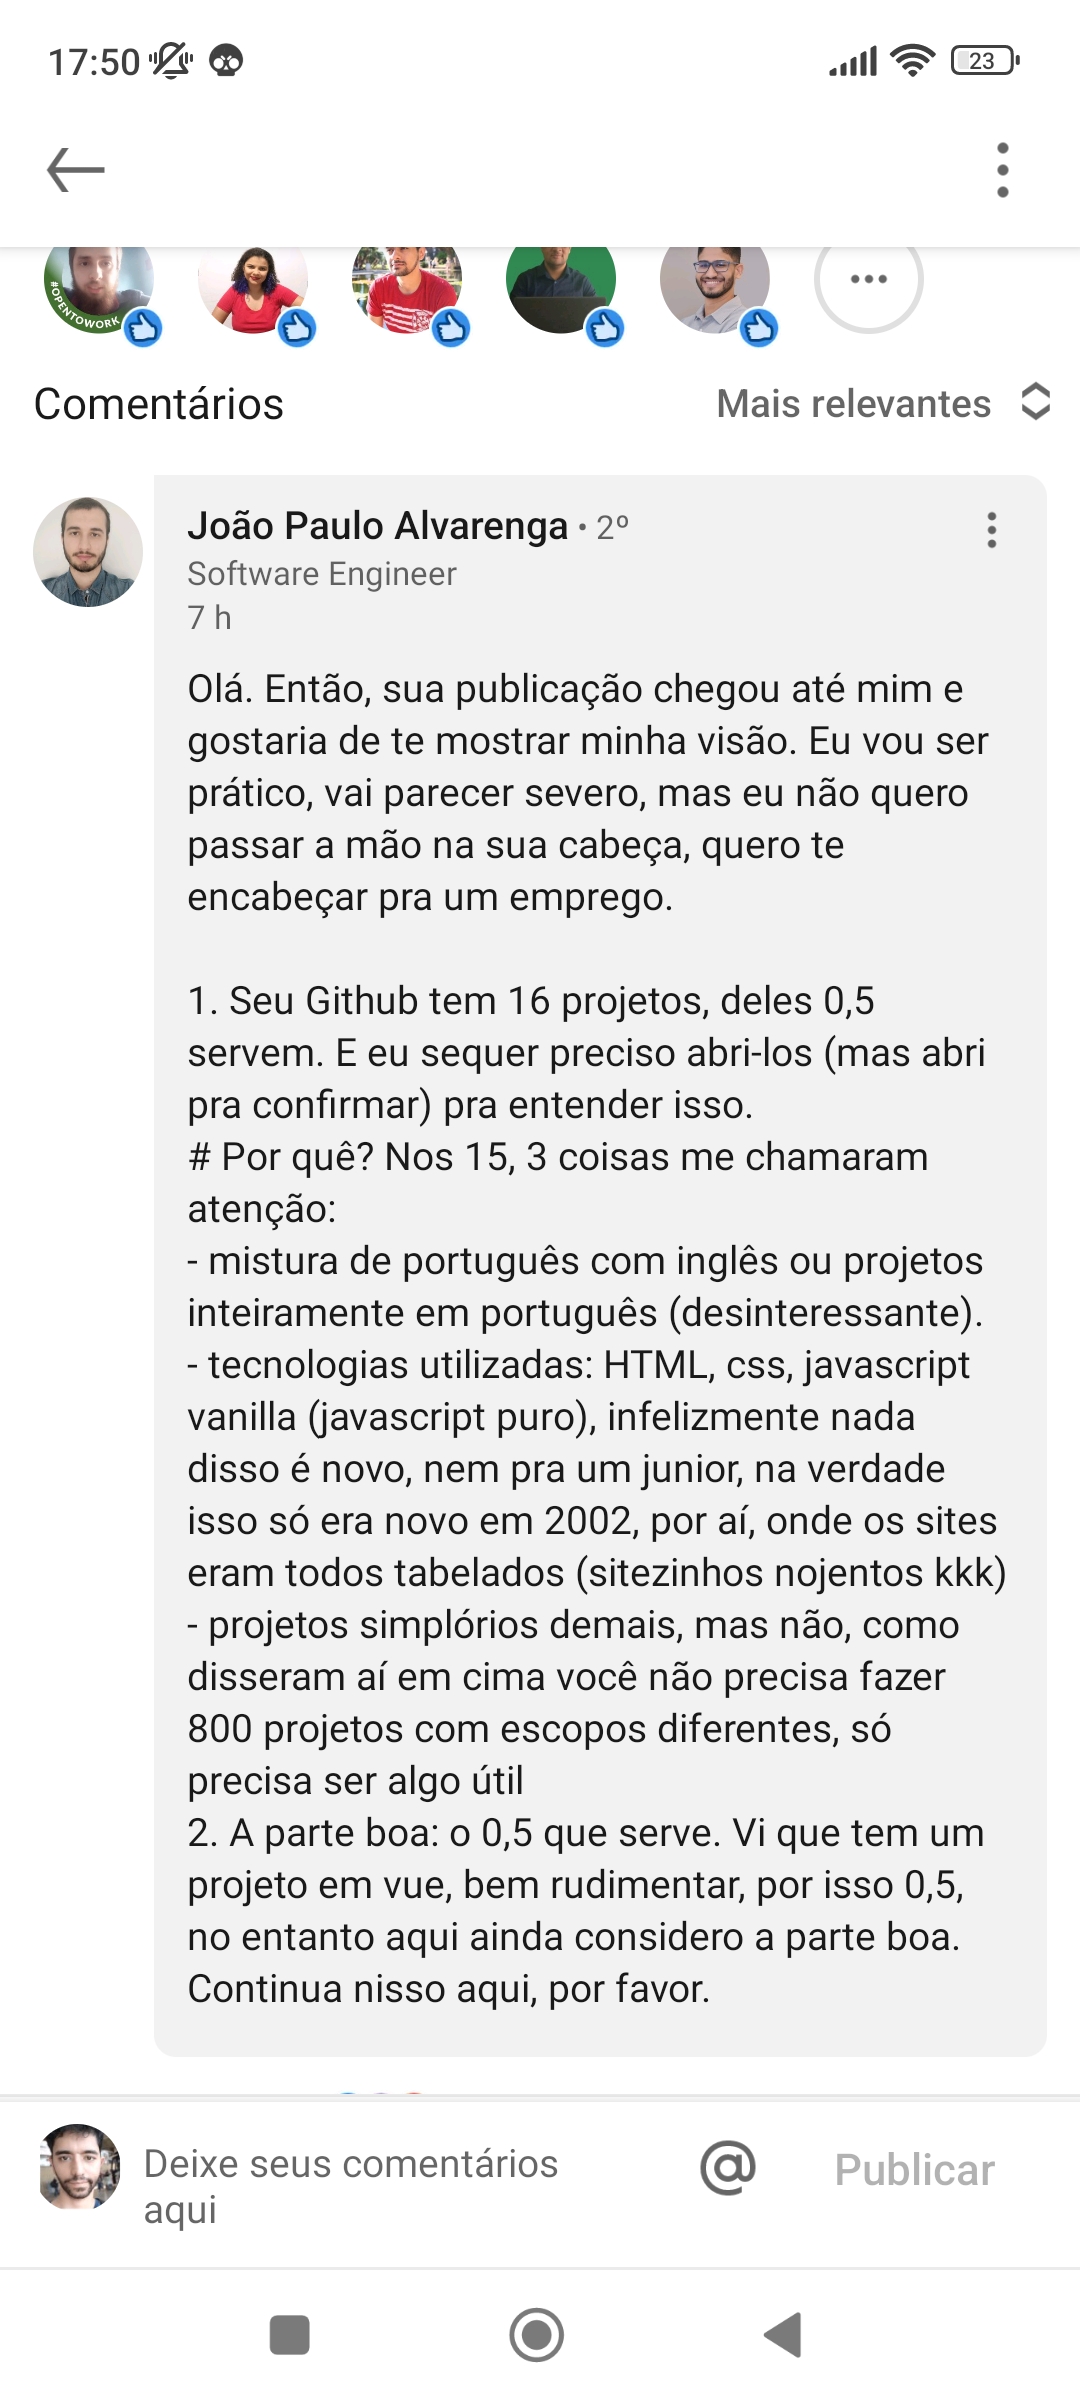 17:50
23
#OPENTOWORK
Comentários
Mais relevantes
João Paulo Alvarenga • 2º
Software Engineer
7 h
Olá. Então, sua publicação chegou até mim e
gostaria de te mostrar minha visão. Eu vou ser
prático, vai parecer severo, mas eu não quero
passar a mão na sua cabeça, quero te
encabeçar pra um emprego.
1. Seu Github tem 16 projetos, deles 0,5
servem. E eu sequer preciso abri-los (mas abri
pra confirmar) pra entender isso.
# Por quê? Nos 15, 3 coisas me chamaram
atenção:
- mistura de português com inglês ou projetos
inteiramente em português (desinteressante).
- tecnologias utilizadas: HTML, css, javascript
vanilla (javascript puro), infelizmente nada
disso é novo, nem pra um junior, na verdade
isso só era novo em 2002, por aí, onde os sites
eram todos tabelados (sitezinhos nojentos kkk)
- projetos simplórios demais, mas não, como
disseram aí em cima você não precisa fazer
800 projetos com escopos diferentes, só
precisa ser algo útil
2. A parte boa: o 0,5 que serve. Vi que tem um
projeto em vue, bem rudimentar, por isso 0,5,
no entanto aqui ainda considero a parte boa.
Continua nisso aqui, por favor.
Deixe seus comentários
aqui
@
Publicar